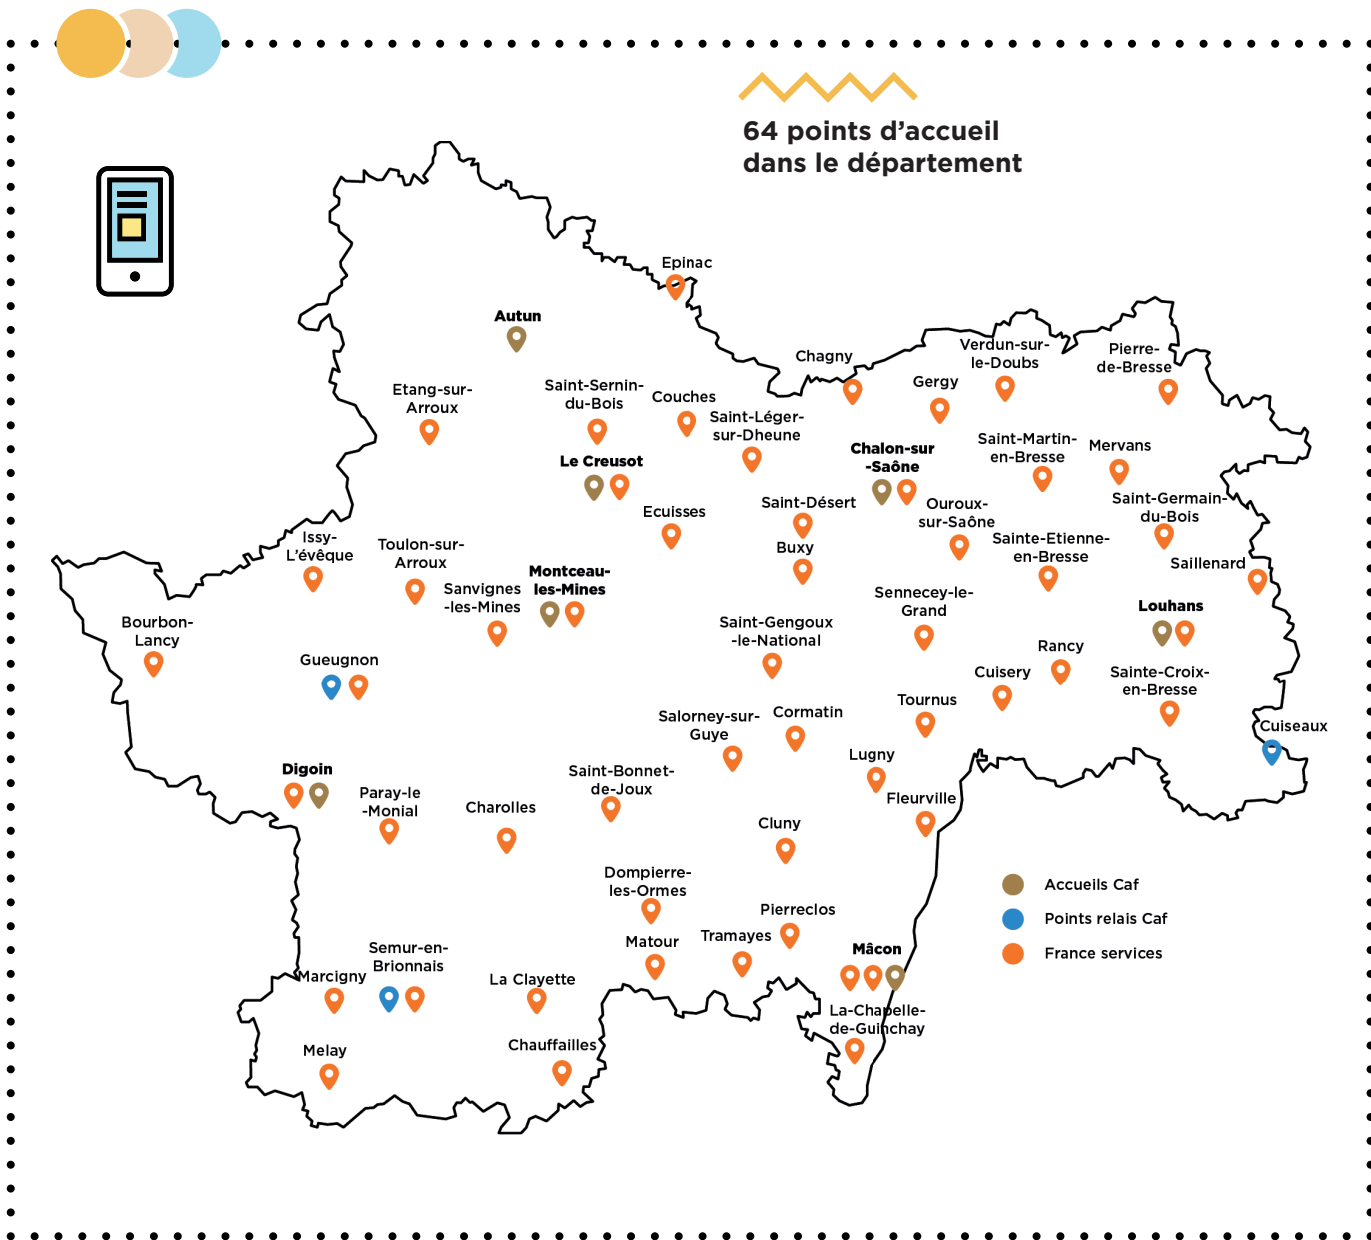 64 points d’accueil
dans le département
Epinac
Autun
Chagny
Verdun-sur-
le-Doubs
Pierre-
de-Bresse
Etang-sur-
Arroux
Saint-Sernin-
du-Bois
Couches
Gergy
Saint-Léger-
sur-Dheune
Le Creusot
Chalon-sur
-Saône
Saint-Martin-
en-Bresse
Mervans
Ecuisses
Saint-Désert
Ouroux-
sur-Saône
Saint-Germain-
du-Bois
Issy-
L’évêque
Toulon-sur-
Arroux
Buxy
Sainte-Etienne-
en-Bresse
Saillenard
Sanvignes
-les-Mines
Montceau-
les-Mines
Sennecey-le-
Grand
Louhans
Bourbon-
Lancy
Saint-Gengoux
-le-National
Gueugnon
Rancy
Cuisery
Sainte-Croix-
en-Bresse
Salorney-sur-
Guye
Cormatin
Tournus
Cuiseaux
Digoin
Paray-le
-Monial
Charolles
Saint-Bonnet-
de-Joux
Lugny
Fleurville
Cluny
Dompierre-
les-Ormes
Pierreclos
Matour
Tramayes
Mâcon
Marcigny
Semur-en-
Brionnais
La Clayette
La-Chapelle-
de-Guinchay
Melay
Chauffailles
Accueils Caf
Points relais Caf
France services